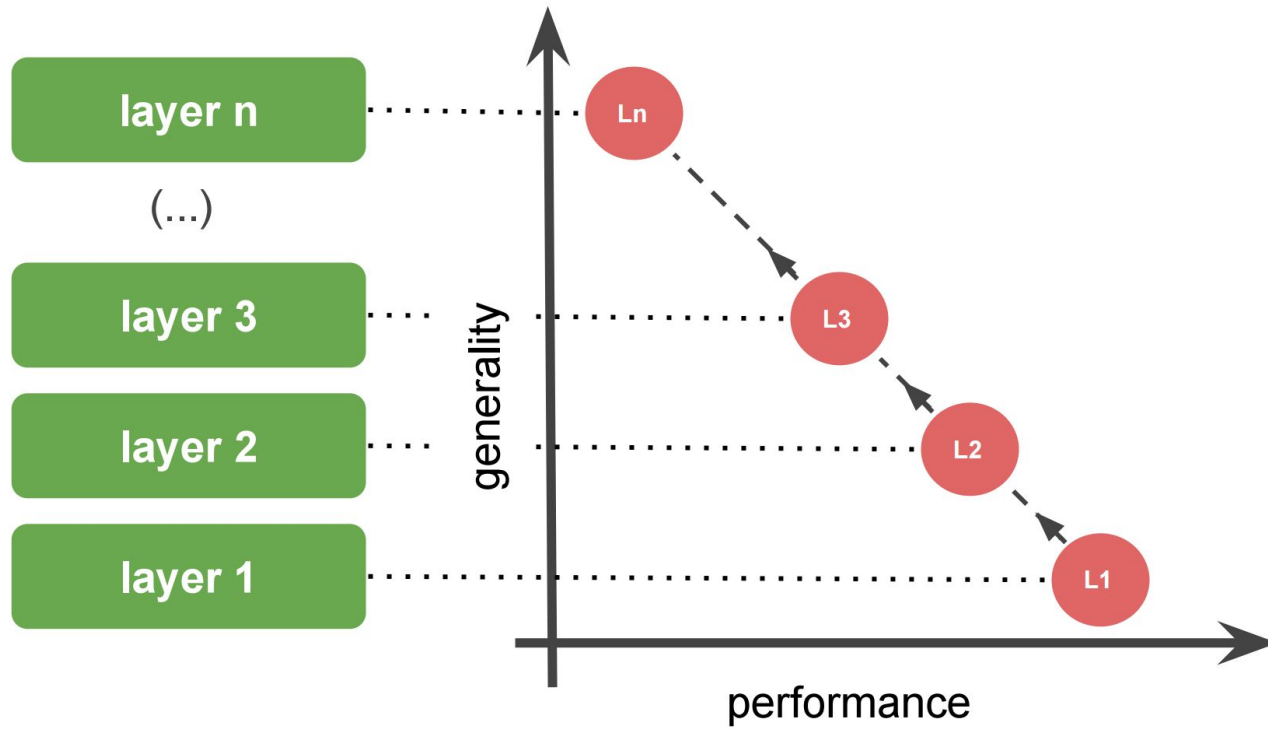 layer n
(...)
layer 3
layer 2
layer 1
generality
Ln
L3
L2
L1
performance